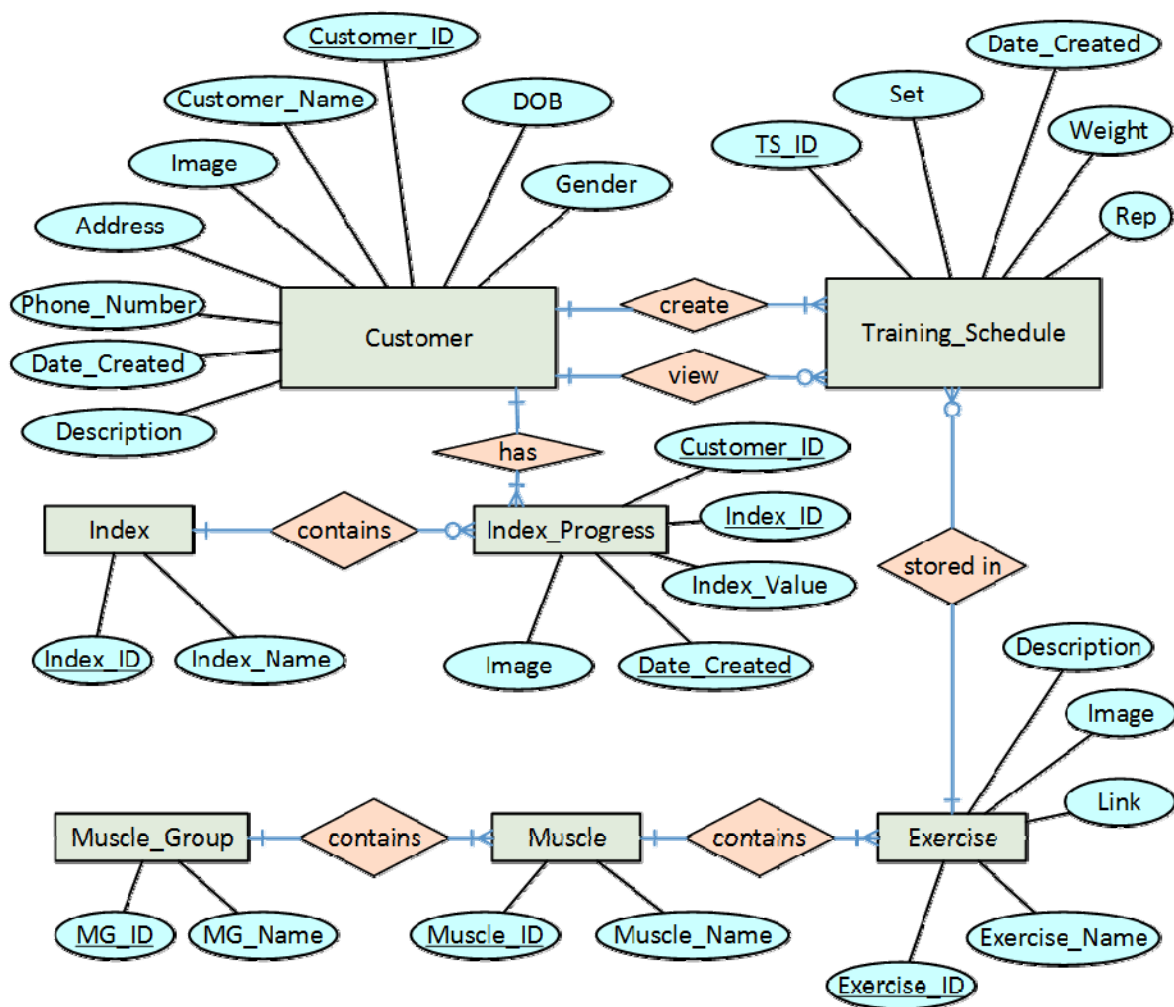 Customer_ID
Date_Created
Customer_Name
DOB
Set
Image
TS_ID
Weight
Gender
Address
Rep
Phone_Number
Customer
create
Training_Schedule
Date_Created
view
Description
has
Customer_ID
Index
contains
Index_Progress
Index_ID
stored in
Index_Value
Index_ID
Index_Name
Image
Date_Created
Description
Image
Link
Muscle_Group
contains
Muscle
contains
Exercise
MG_ID
MG_Name
Muscle_ID
Muscle_Name
Exercise_Name
Exercise_ID